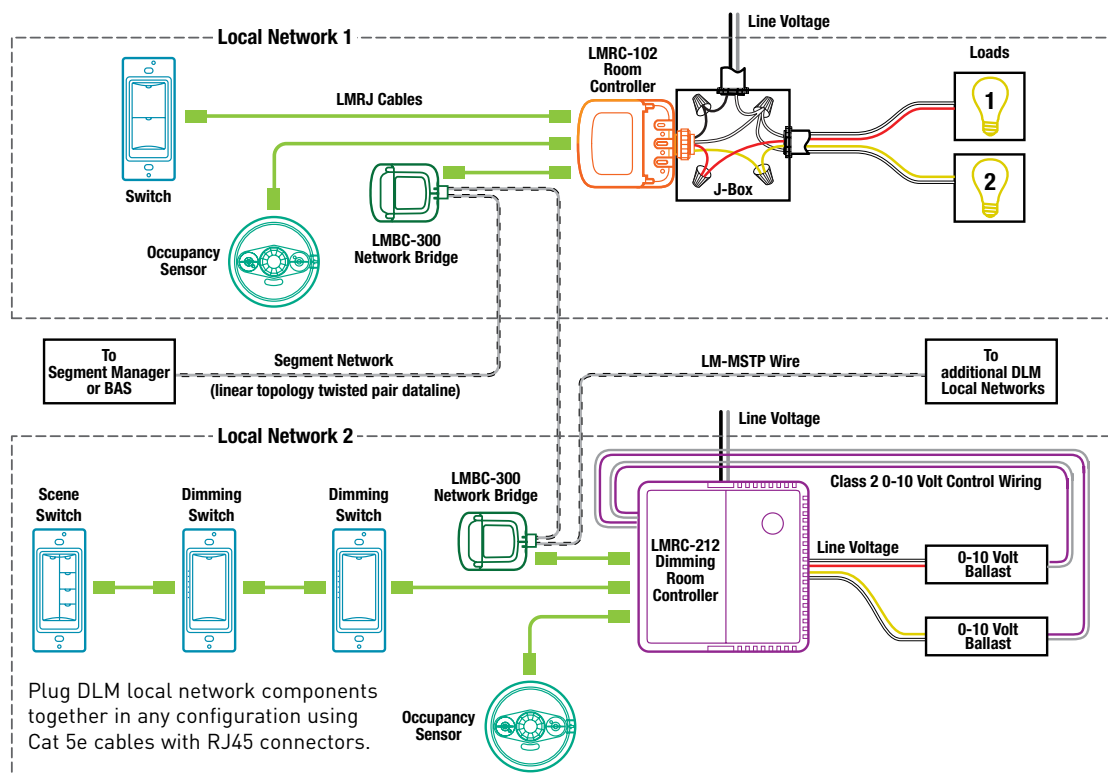 Line Voltage
Local Network 1
LMRC-102
Room
Controller
Loads
LMRJ Cables
1
Switch
J-Box
2
LMBC-300
Network Bridge
Occupancy
Sensor
To
Segment Manager
or BAS
Segment Network
(linear topology twisted pair dataline)
LM-MSTP Wire
To
additional DLM
Local Networks
Line Voltage
Local Network 2
LMBC-300
Network Bridge
Class 2 0-10 Volt Control Wiring
Scene
Switch
Dimming
Switch
Dimming
Switch
LMRC-212
Dimming
Room
Controller
Line Voltage
0-10 Volt
Ballast
0-10 Volt
Ballast
Plug DLM local network components
together in any configuration using
Cat 5e cables with RJ45 connectors.
Occupancy
Sensor